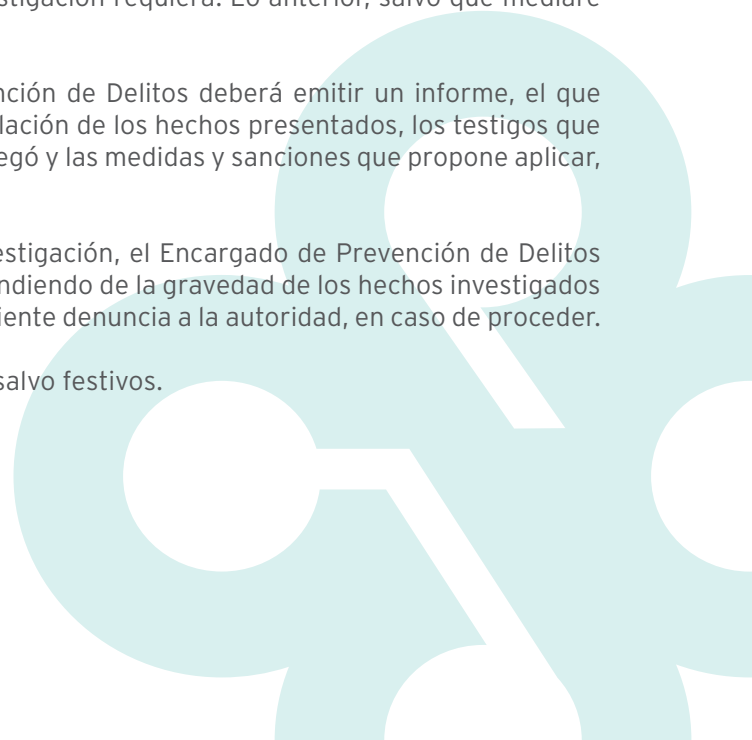 stigación requiera. Lo anterior, salvo que mediare
nción de Delitos deberá emitir un informe, el que
lación de los hechos presentados, los testigos que
egó y las medidas y sanciones que propone aplicar,
estigación, el Encargado de Prevención de Delitos
ndiendo de la gravedad de los hechos investigados
iente denuncia a la autoridad, en caso de proceder.
salvo festivos.